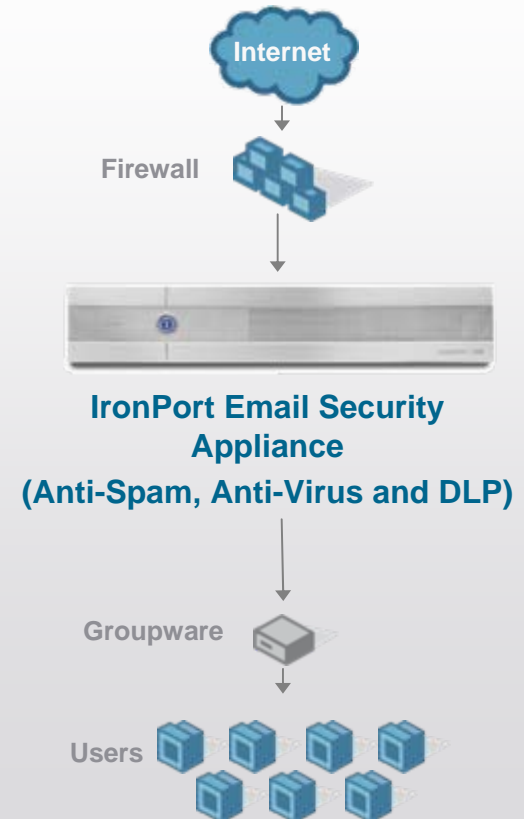 Internet
Firewall
IronPort Email Security
Appliance
(Anti-Spam, Anti-Virus and DLP)
Groupware
Users